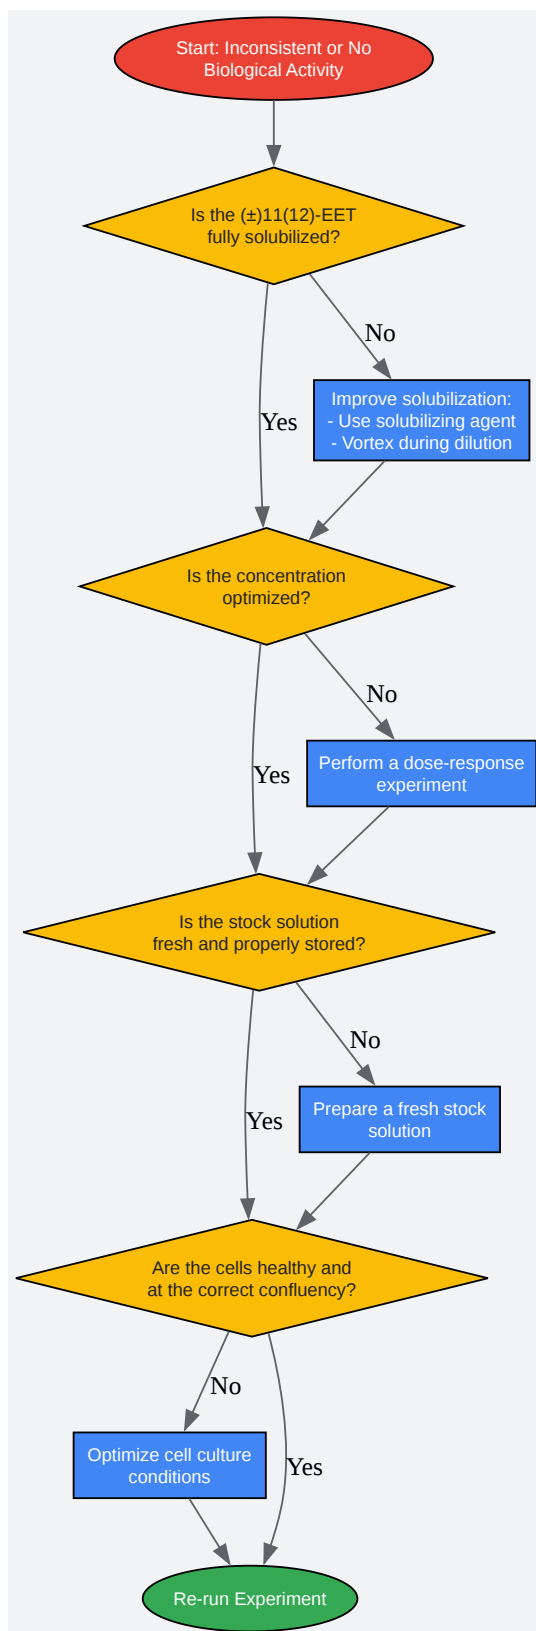 Start: Inconsistent or No
Biological Activity
Is the (±)11(12)-EET
fully solubilized?
No
Improve solubilization:
- Use solubilizing agent
- Vortex during dilution
Yes
Is the concentration
optimized?
No
Perform a dose-response
experiment
Yes
Is the stock solution
fresh and properly stored?
No
Prepare a fresh stock
solution
Yes
Are the cells healthy and
at the correct confluency?
No
Optimize cell culture
conditions
Yes
Re-run Experiment